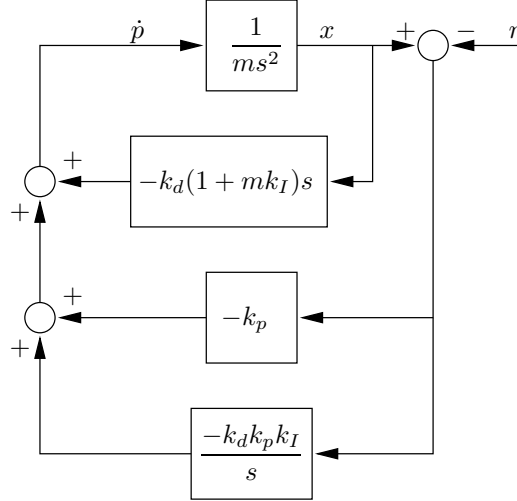 ṗ
1
ms²
x
+
−
r
+
−k_d(1 + mk_I)s
+
+
−k_p
+
−k_d k_p k_I
s